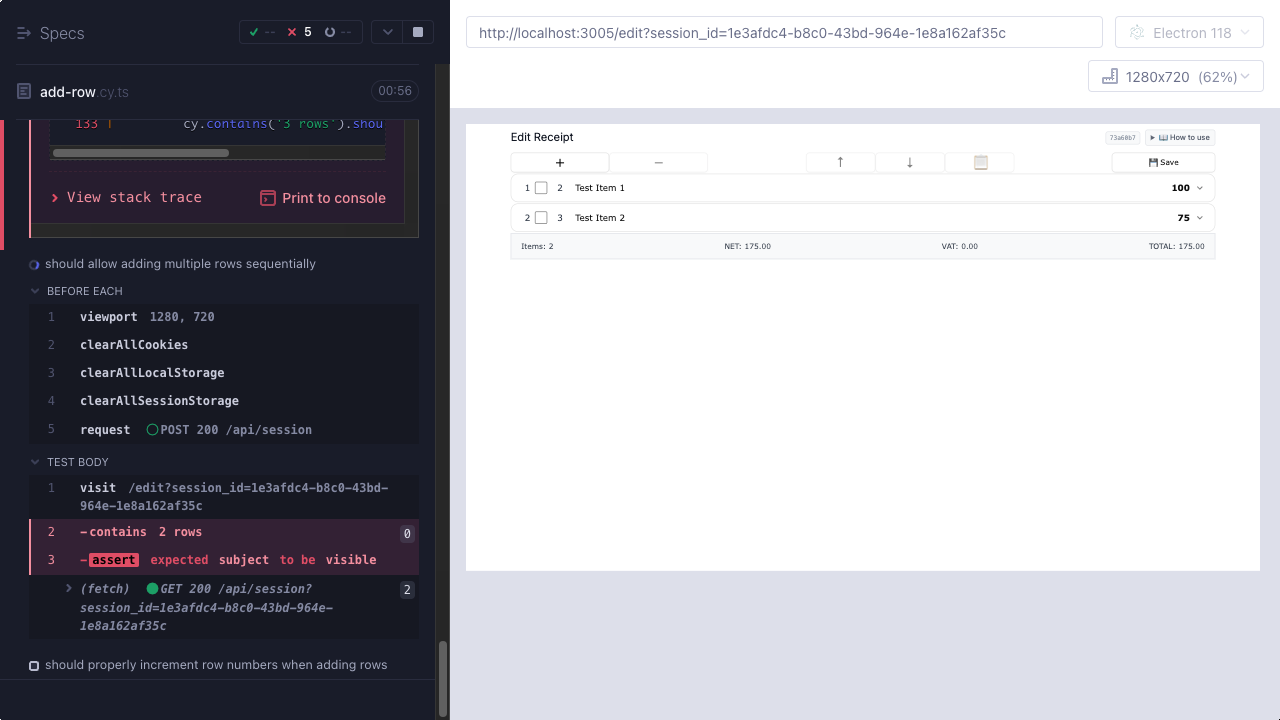 Specs
-- 5 --
add-row.cy.ts
00:56
133 | cy.contains('3 rows').shou
View stack trace
Print to console
should allow adding multiple rows sequentially
BEFORE EACH
1 viewport 1280, 720
2 clearAllCookies
3 clearAllLocalStorage
4 clearAllSessionStorage
5 request POST 200 /api/session
TEST BODY
1 visit /edit?session_id=1e3afdc4-b8c0-43bd-
964e-1e8a162af35c
2 -contains 2 rows 0
3 -assert expected subject to be visible
(fetch) GET 200 /api/session? 2
session_id=1e3afdc4-b8c0-43bd-964e-
1e8a162af35c
should properly increment row numbers when adding rows
http://localhost:3005/edit?session_id=1e3afdc4-b8c0-43bd-964e-1e8a162af35c
Electron 118
1280x720 (62%)
Edit Receipt
73a60b7
How to use
+ − ↑ ↓ Save
1 2 Test Item 1 100
2 3 Test Item 2 75
Items: 2 NET: 175.00 VAT: 0.00 TOTAL: 175.00